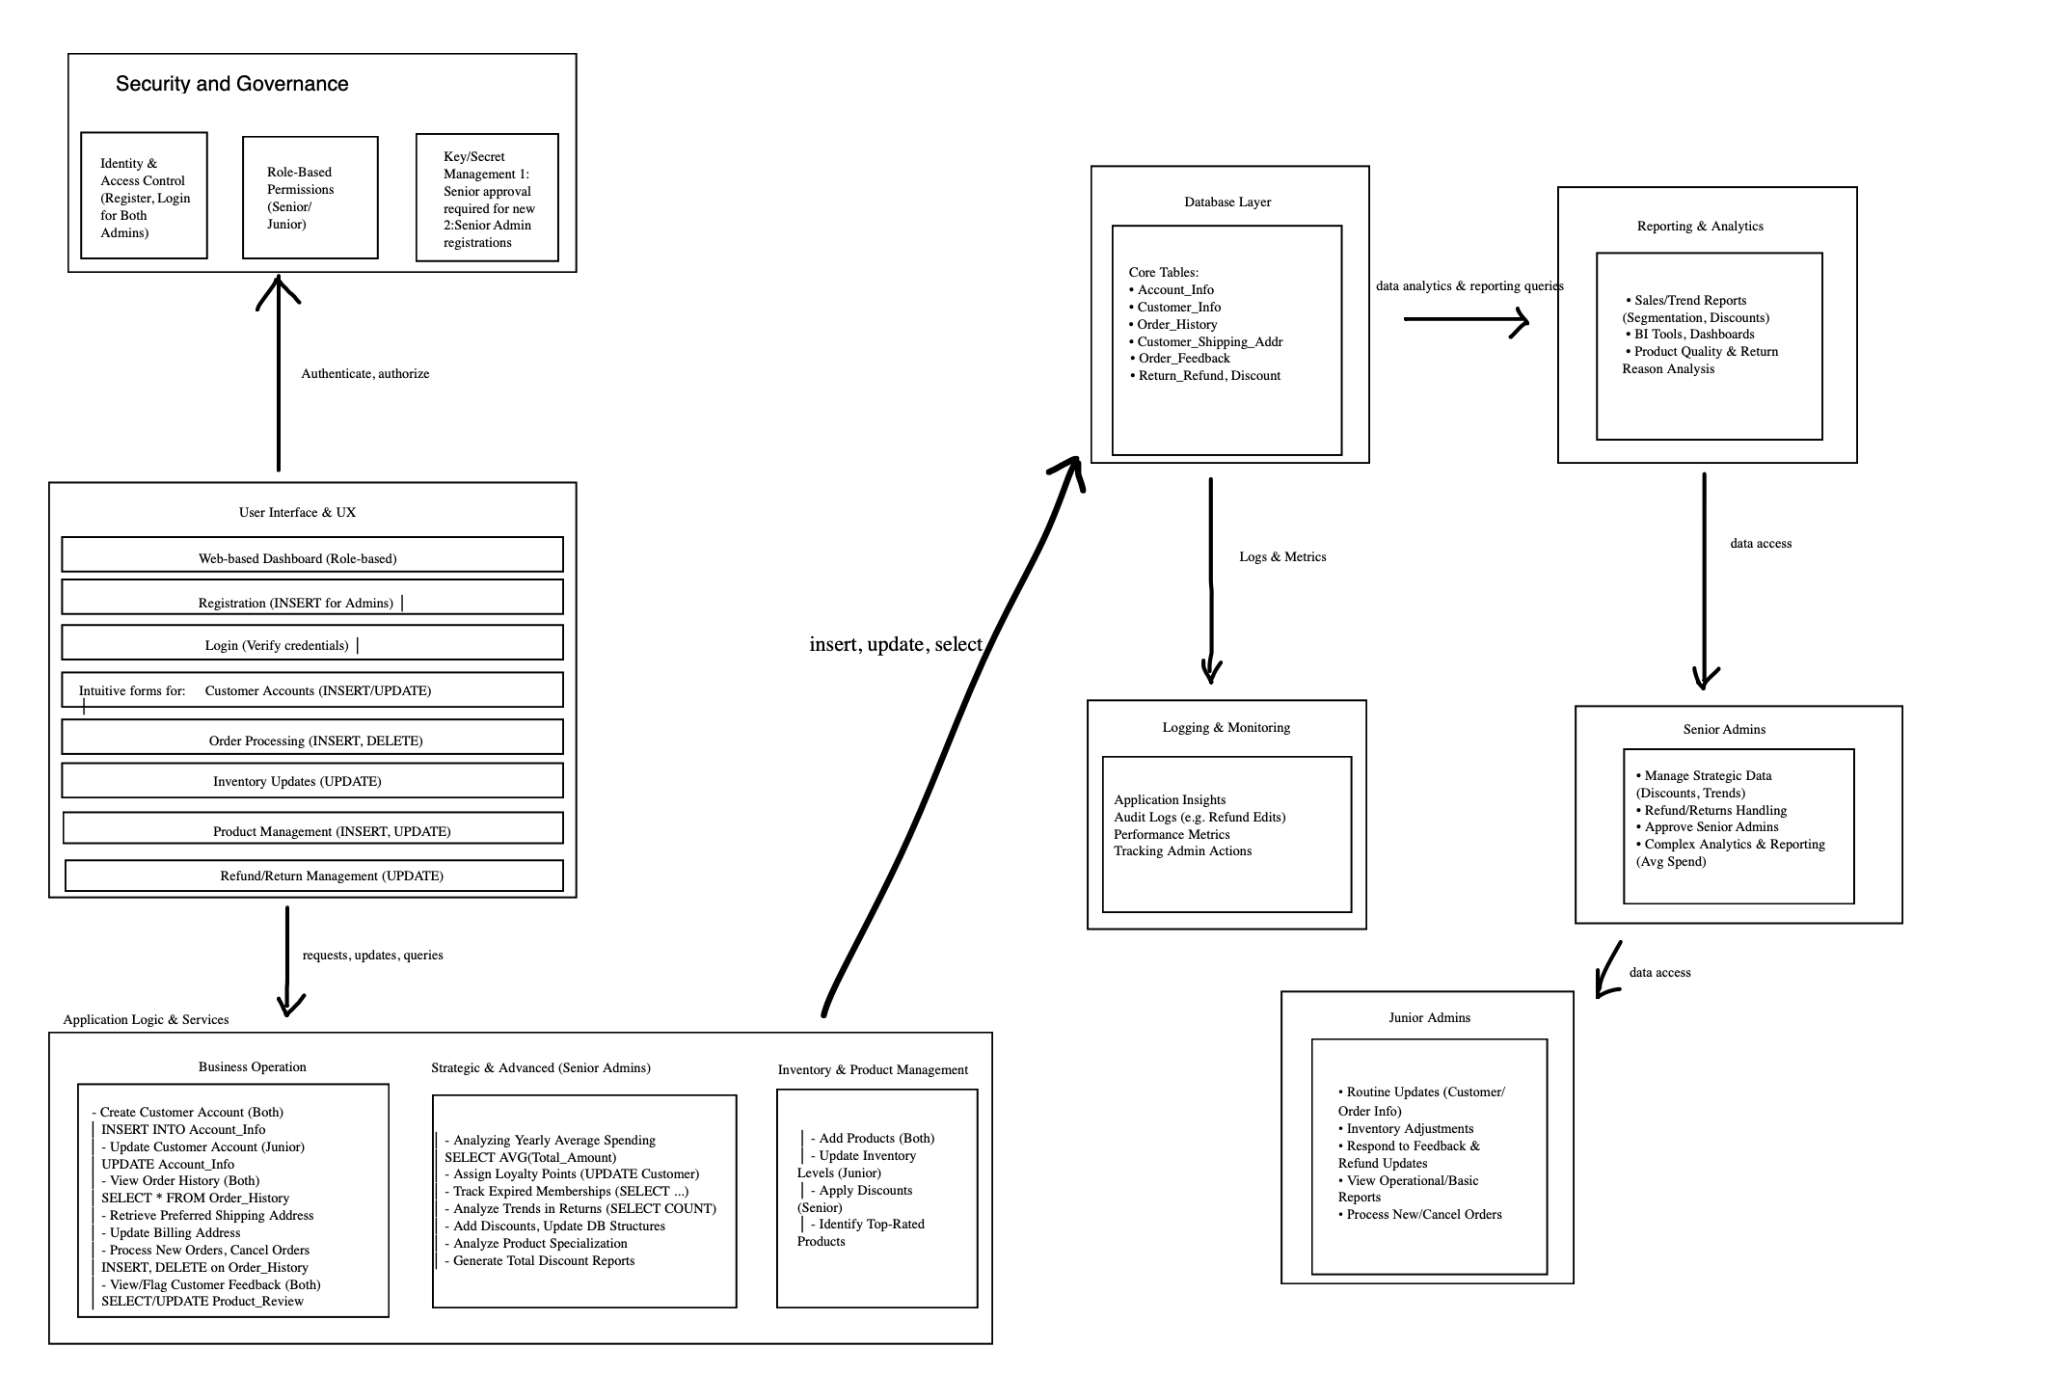 Security and Governance
Identity &
Access Control
(Register, Login
for Both
Admins)
Role-Based
Permissions
(Senior/
Junior)
Key/Secret
Management 1:
Senior approval
required for new
2:Senior Admin
registrations
Authenticate, authorize
User Interface & UX
Web-based Dashboard (Role-based)
Registration (INSERT for Admins) │
Login (Verify credentials) │
Intuitive forms for: Customer Accounts (INSERT/UPDATE)
│
Order Processing (INSERT, DELETE)
Inventory Updates (UPDATE)
Product Management (INSERT, UPDATE)
Refund/Return Management (UPDATE)
requests, updates, queries
Application Logic & Services
Business Operation
- Create Customer Account (Both)
│ INSERT INTO Account_Info
│ - Update Customer Account (Junior)
│ UPDATE Account_Info
│ - View Order History (Both)
│ SELECT * FROM Order_History
│ - Retrieve Preferred Shipping Address
│ - Update Billing Address
│ - Process New Orders, Cancel Orders
│ INSERT, DELETE on Order_History
│ - View/Flag Customer Feedback (Both)
│ SELECT/UPDATE Product_Review
Strategic & Advanced (Senior Admins)
│ - Analyzing Yearly Average Spending
│ SELECT AVG(Total_Amount)
│ - Assign Loyalty Points (UPDATE Customer)
│ - Track Expired Memberships (SELECT ...)
│ - Analyze Trends in Returns (SELECT COUNT)
│ - Add Discounts, Update DB Structures
│ - Analyze Product Specialization
│ - Generate Total Discount Reports
Inventory & Product Management
│ - Add Products (Both)
│ - Update Inventory
Levels (Junior)
│ - Apply Discounts
(Senior)
│ - Identify Top-Rated
Products
insert, update, select
Database Layer
Core Tables:
• Account_Info
• Customer_Info
• Order_History
• Customer_Shipping_Addr
• Order_Feedback
• Return_Refund, Discount
data analytics & reporting queries
Reporting & Analytics
• Sales/Trend Reports
(Segmentation, Discounts)
• BI Tools, Dashboards
• Product Quality & Return
Reason Analysis
Logs & Metrics
data access
Logging & Monitoring
Application Insights
Audit Logs (e.g. Refund Edits)
Performance Metrics
Tracking Admin Actions
Senior Admins
• Manage Strategic Data
(Discounts, Trends)
• Refund/Returns Handling
• Approve Senior Admins
• Complex Analytics & Reporting
(Avg Spend)
data access
Junior Admins
• Routine Updates (Customer/
Order Info)
• Inventory Adjustments
• Respond to Feedback &
Refund Updates
• View Operational/Basic
Reports
• Process New/Cancel Orders